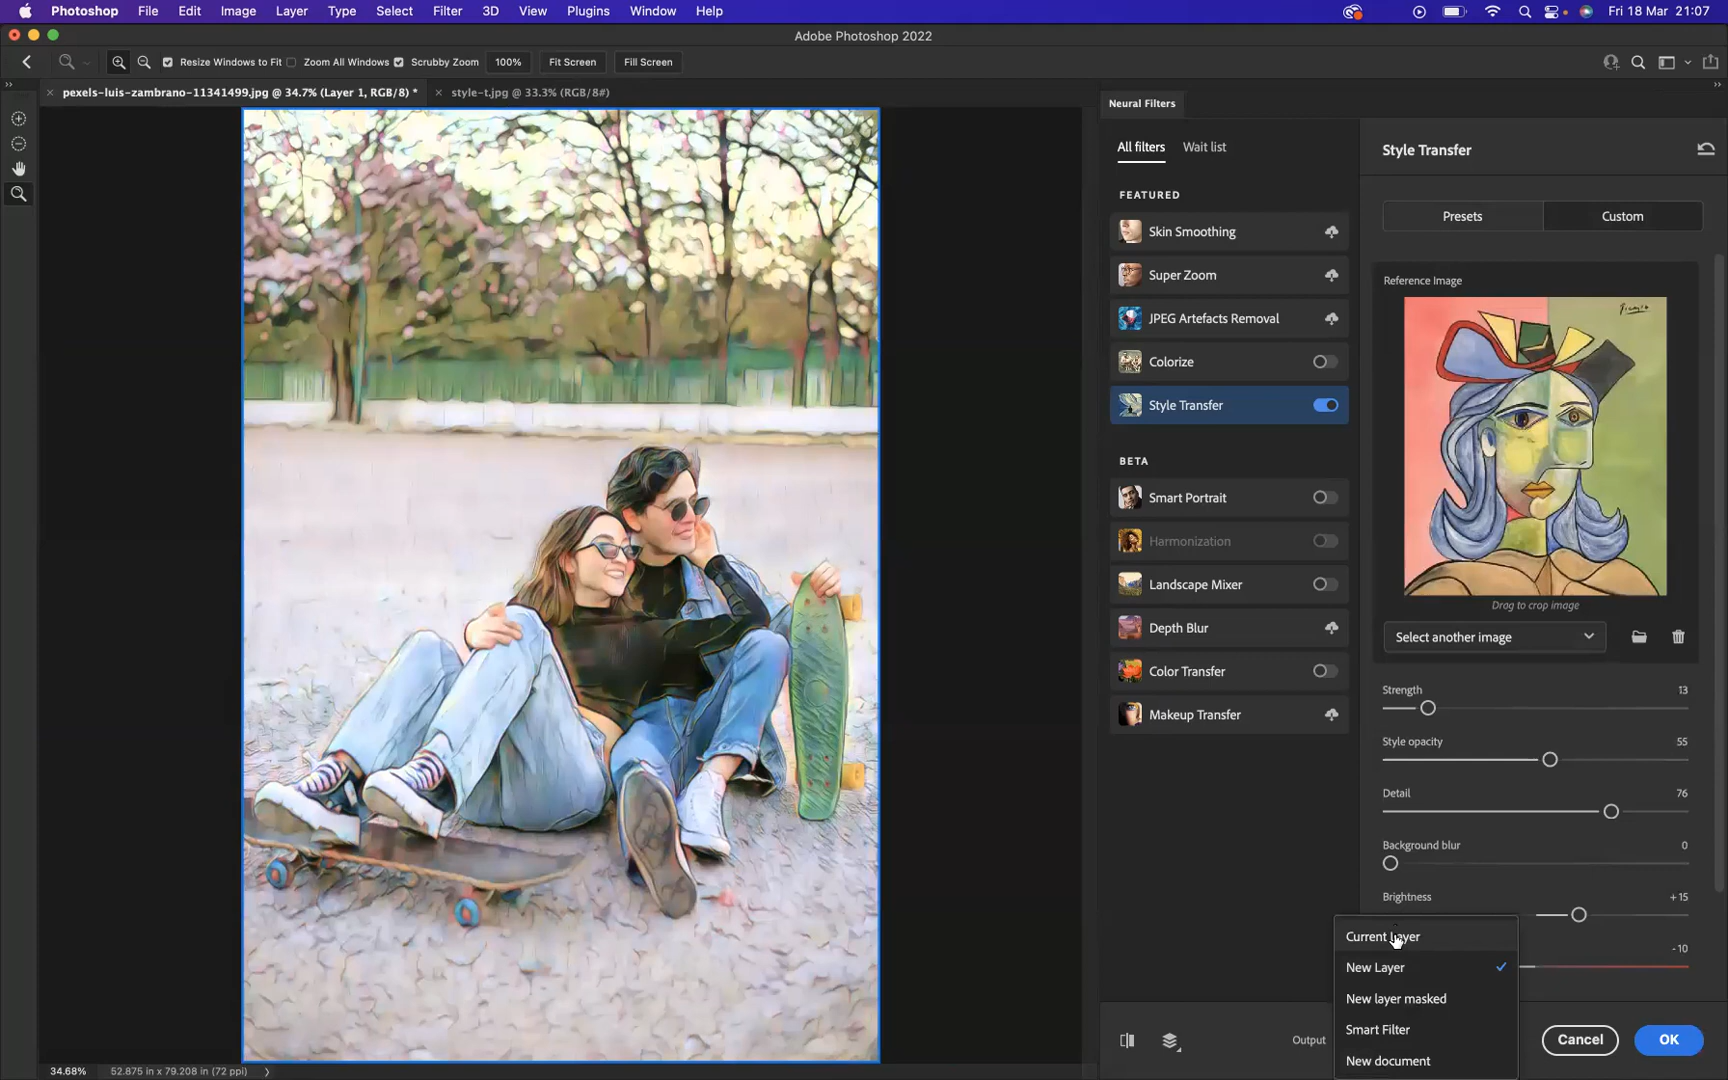 Photoshop File Edit Image Layer Type Select Filter 3D View Plugins Window Help Fri 18 Mar 21:07
Adobe Photoshop 2022
Resize Windows to Fit Zoom All Windows Scrubby Zoom 100% Fit Screen Fill Screen
pexels-luis-zambrano-11341499.jpg @ 34.7% (Layer 1, RGB/8) * style-t.jpg @ 33.3% (RGB/8#)
Neural Filters
All filters Wait list
FEATURED
Skin Smoothing
Super Zoom
JPEG Artefacts Removal
Colorize
Style Transfer
BETA
Smart Portrait
Harmonization
Landscape Mixer
Depth Blur
Color Transfer
Makeup Transfer
Style Transfer
Presets Custom
Reference Image
Picasso
Drag to crop image
Select another image
Strength 13
Style opacity 55
Detail 76
Background blur 0
Brightness +15
-10
Current Layer
New Layer
New layer masked
Smart Filter
New document
Output
Cancel OK
34.68% 52.875 in x 79.208 in (72 ppi)